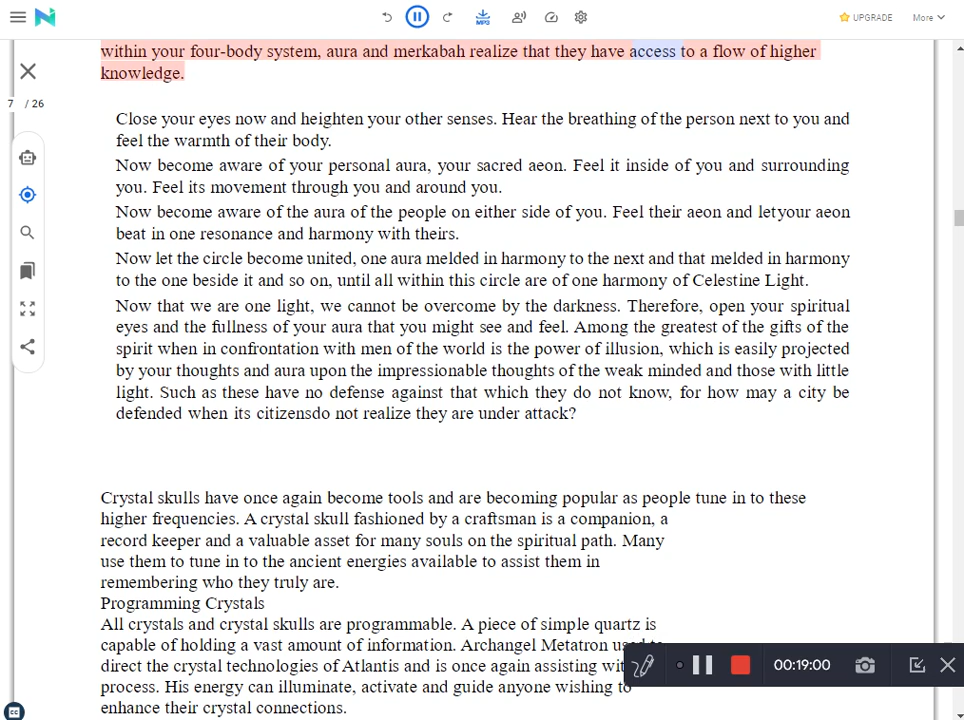 UPGRADE
More
MP3
within your four-body system, aura and merkabah realize that they have access to a flow of higher
knowledge.
7 / 26
Close your eyes now and heighten your other senses. Hear the breathing of the person next to you and
feel the warmth of their body.
Now become aware of your personal aura, your sacred aeon. Feel it inside of you and surrounding
you. Feel its movement through you and around you.
Now become aware of the aura of the people on either side of you. Feel their aeon and letyour aeon
beat in one resonance and harmony with theirs.
Now let the circle become united, one aura melded in harmony to the next and that melded in harmony
to the one beside it and so on, until all within this circle are of one harmony of Celestine Light.
Now that we are one light, we cannot be overcome by the darkness. Therefore, open your spiritual
eyes and the fullness of your aura that you might see and feel. Among the greatest of the gifts of the
spirit when in confrontation with men of the world is the power of illusion, which is easily projected
by your thoughts and aura upon the impressionable thoughts of the weak minded and those with little
light. Such as these have no defense against that which they do not know, for how may a city be
defended when its citizensdo not realize they are under attack?
Crystal skulls have once again become tools and are becoming popular as people tune in to these
higher frequencies. A crystal skull fashioned by a craftsman is a companion, a
record keeper and a valuable asset for many souls on the spiritual path. Many
use them to tune in to the ancient energies available to assist them in
remembering who they truly are.
Programming Crystals
All crystals and crystal skulls are programmable. A piece of simple quartz is
capable of holding a vast amount of information. Archangel Metatron
direct the crystal technologies of Atlantis and is once again assisting
process. His energy can illuminate, activate and guide anyone wishing to
enhance their crystal connections.
00:19:00